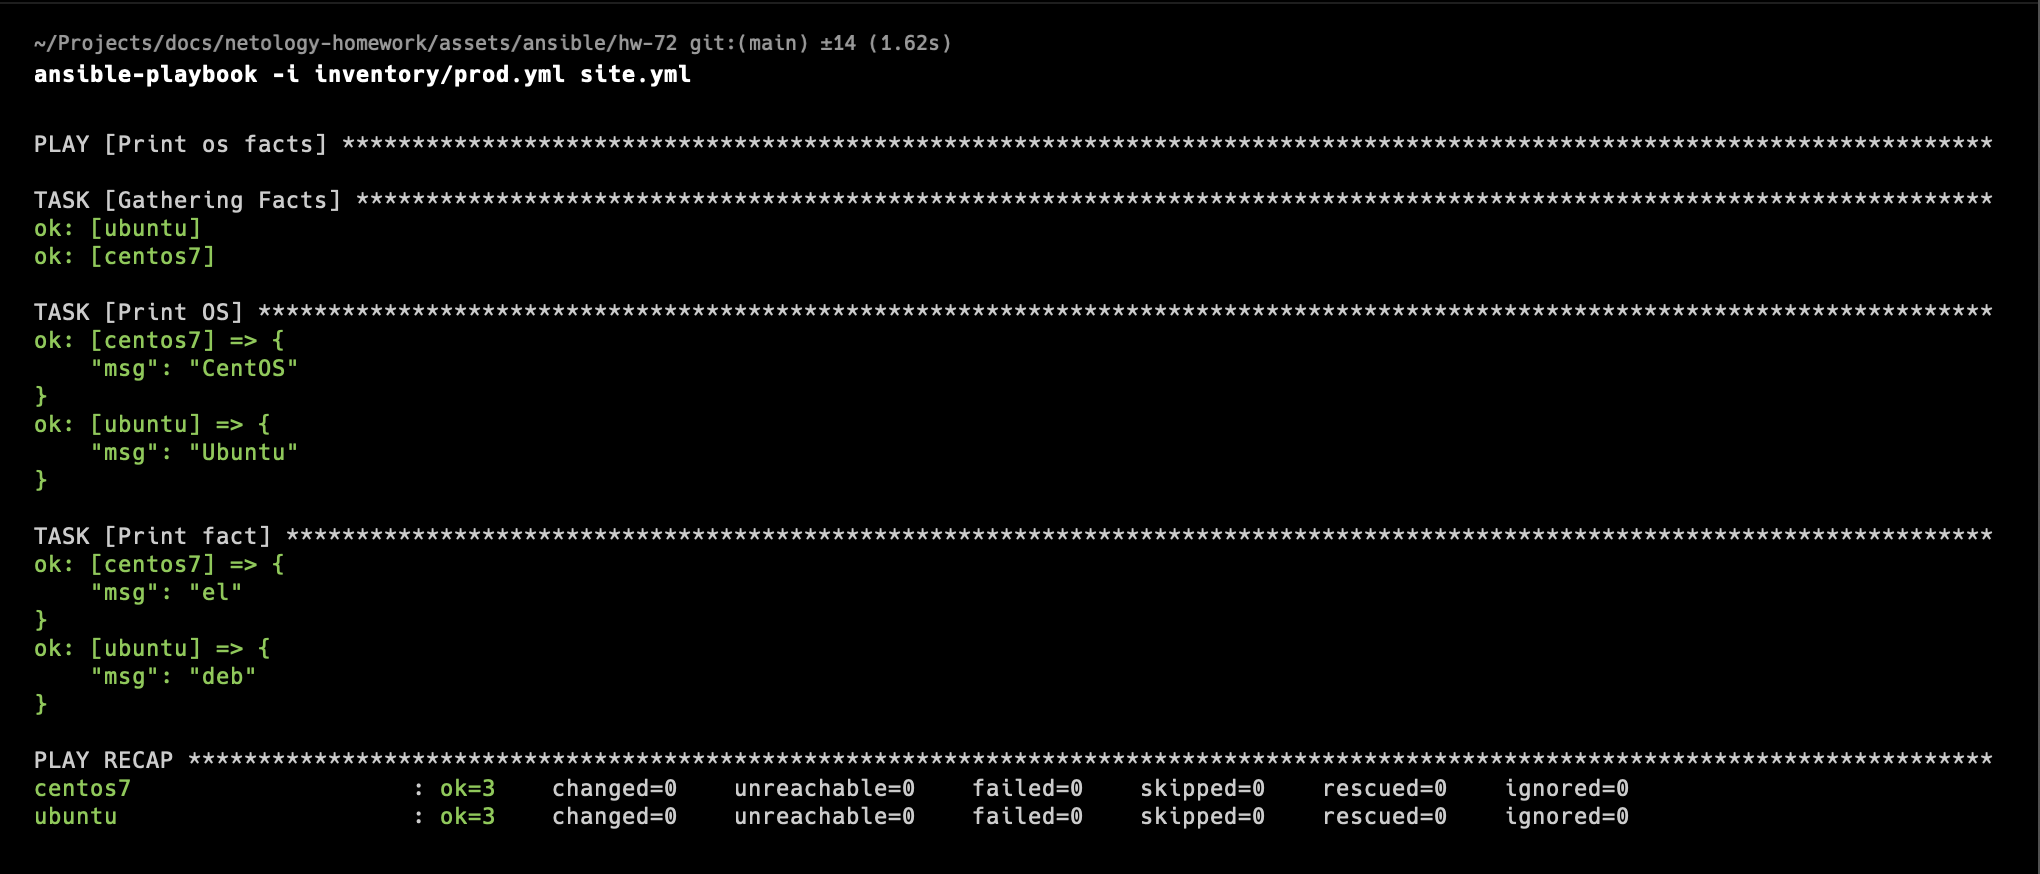 ~/Projects/docs/netology-homework/assets/ansible/hw-72 git:(main) ±14 (1.62s)
ansible-playbook -i inventory/prod.yml site.yml
PLAY [Print os facts] **********************************************************************************************************************
TASK [Gathering Facts] *********************************************************************************************************************
ok: [ubuntu]
ok: [centos7]
TASK [Print OS] ****************************************************************************************************************************
ok: [centos7] => {
    "msg": "CentOS"
}
ok: [ubuntu] => {
    "msg": "Ubuntu"
}
TASK [Print fact] **************************************************************************************************************************
ok: [centos7] => {
    "msg": "el"
}
ok: [ubuntu] => {
    "msg": "deb"
}
PLAY RECAP *********************************************************************************************************************************
centos7                    : ok=3    changed=0    unreachable=0    failed=0    skipped=0    rescued=0    ignored=0
ubuntu                     : ok=3    changed=0    unreachable=0    failed=0    skipped=0    rescued=0    ignored=0